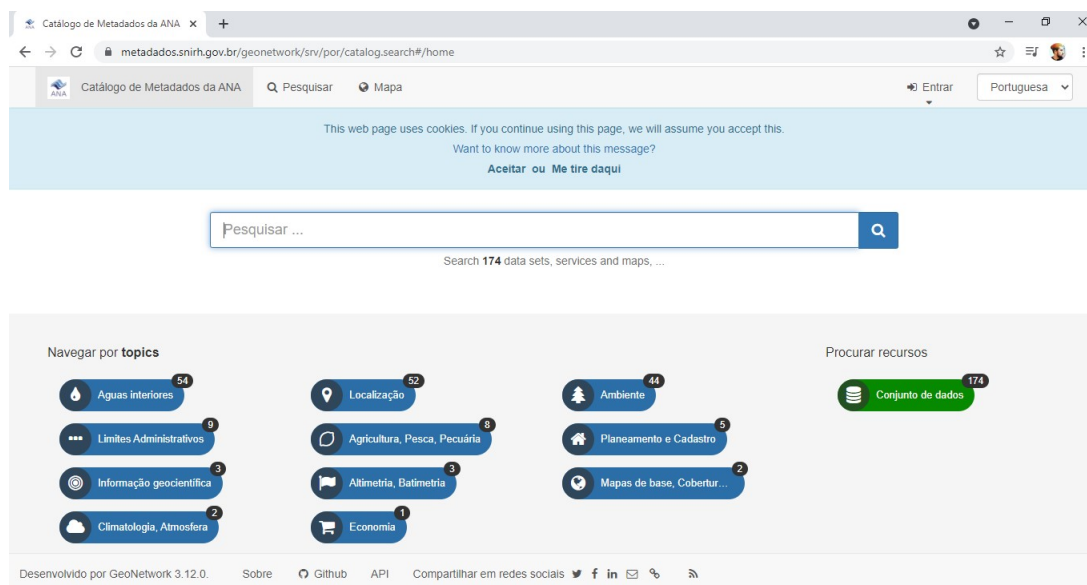 Catálogo de Metadados da ANA
metadados.snirh.gov.br/geonetwork/srv/por/catalog.search#/home
ANA Catálogo de Metadados da ANA Pesquisar Mapa Entrar Portuguesa
This web page uses cookies. If you continue using this page, we will assume you accept this.
Want to know more about this message?
Aceitar ou Me tire daqui
Pesquisar ...
Search 174 data sets, services and maps, ...
Navegar por topics
Aguas interiores 54
Localização 52
Ambiente 44
Limites Administrativos 9
Agricultura, Pesca, Pecuária 8
Planeamento e Cadastro 5
Informação geocientífica 3
Altimetria, Batimetria 3
Mapas de base, Cobertur... 2
Climatologia, Atmosfera 2
Economia 1
Procurar recursos
Conjunto de dados 174
Desenvolvido por GeoNetwork 3.12.0. Sobre Github API Compartilhar em redes sociais